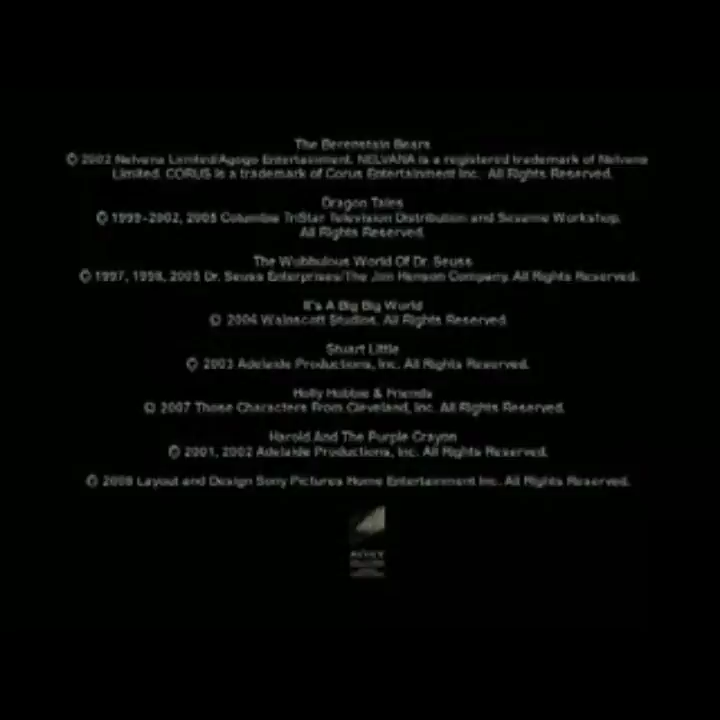 The Berenstain Bears
© 2002 Nelvana Limited/Agogo Entertainment. NELVANA is a registered trademark of Nelvana
Limited. CORUS is a trademark of Corus Entertainment Inc. All Rights Reserved.
Dragon Tales
© 1999-2002, 2005 Columbia TriStar Television Distribution and Sesame Workshop.
All Rights Reserved.
The Wubbulous World Of Dr. Seuss
© 1997, 1998, 2005 Dr. Seuss Enterprises/The Jim Henson Company. All Rights Reserved.
It's A Big Big World
© 2006 Wainscott Studios. All Rights Reserved.
Stuart Little
© 2003 Adelaide Productions, Inc. All Rights Reserved.
Holly Hobbie & Friends
© 2007 Those Characters From Cleveland, Inc. All Rights Reserved.
Harold And The Purple Crayon
© 2001, 2002 Adelaide Productions, Inc. All Rights Reserved.
© 2008 Layout and Design Sony Pictures Home Entertainment Inc. All Rights Reserved.
SONY